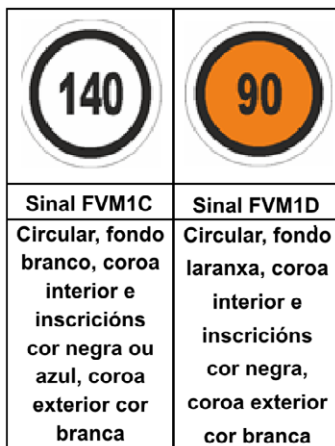 140
90
Sinal FVM1C
Sinal FVM1D
Circular, fondo
branco, coroa
interior e
inscricións
cor negra ou
azul, coroa
exterior cor
branca
Circular, fondo
laranxa, coroa
interior e
inscricións
cor negra,
coroa exterior
cor branca